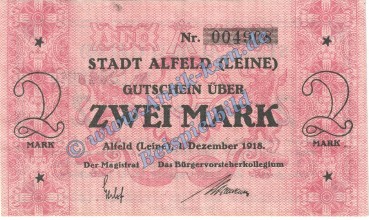 Nr. 004908
STADT ALFELD (LEINE)
GUTSCHEIN ÜBER
ZWEI MARK
2 MARK
2 MARK
Alfeld (Leine), 1. Dezember 1918.
Der Magistrat Das Bürgervorsteherkollegium